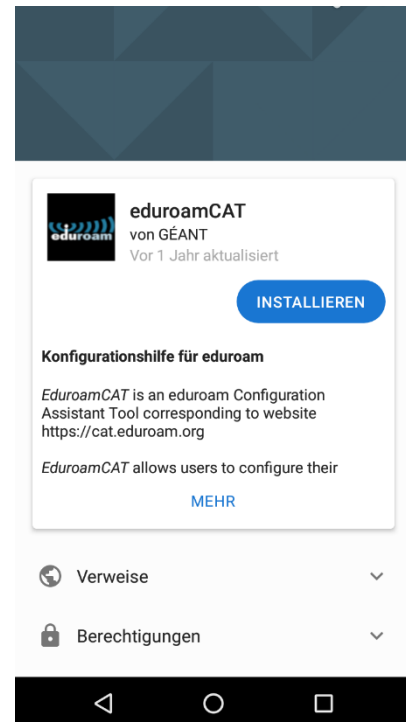 eduroam
eduroamCAT
von GÉANT
Vor 1 Jahr aktualisiert
INSTALLIEREN
Konfigurationshilfe für eduroam
EduroamCAT is an eduroam Configuration
Assistant Tool corresponding to website
https://cat.eduroam.org
EduroamCAT allows users to configure their
MEHR
Verweise
Berechtigungen